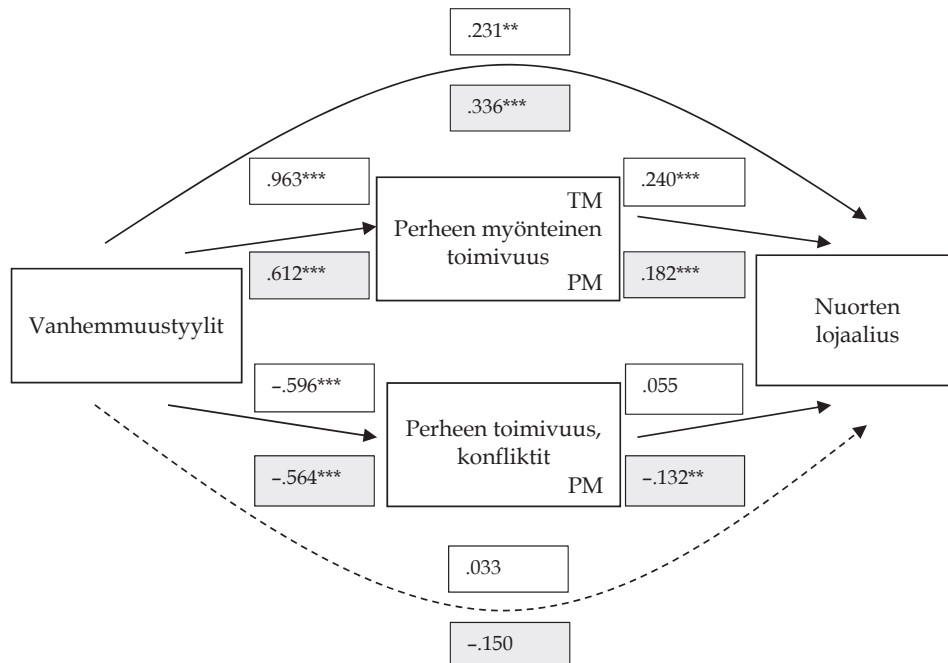 .231**
.336***
.963***
.240***
TM
Perheen myönteinen
toimivuus
PM
.612***
.182***
Vanhemmuustyylit
Nuorten
lojaalius
–.596***
.055
Perheen toimivuus,
konfliktit
PM
–.564***
–.132**
.033
–.150